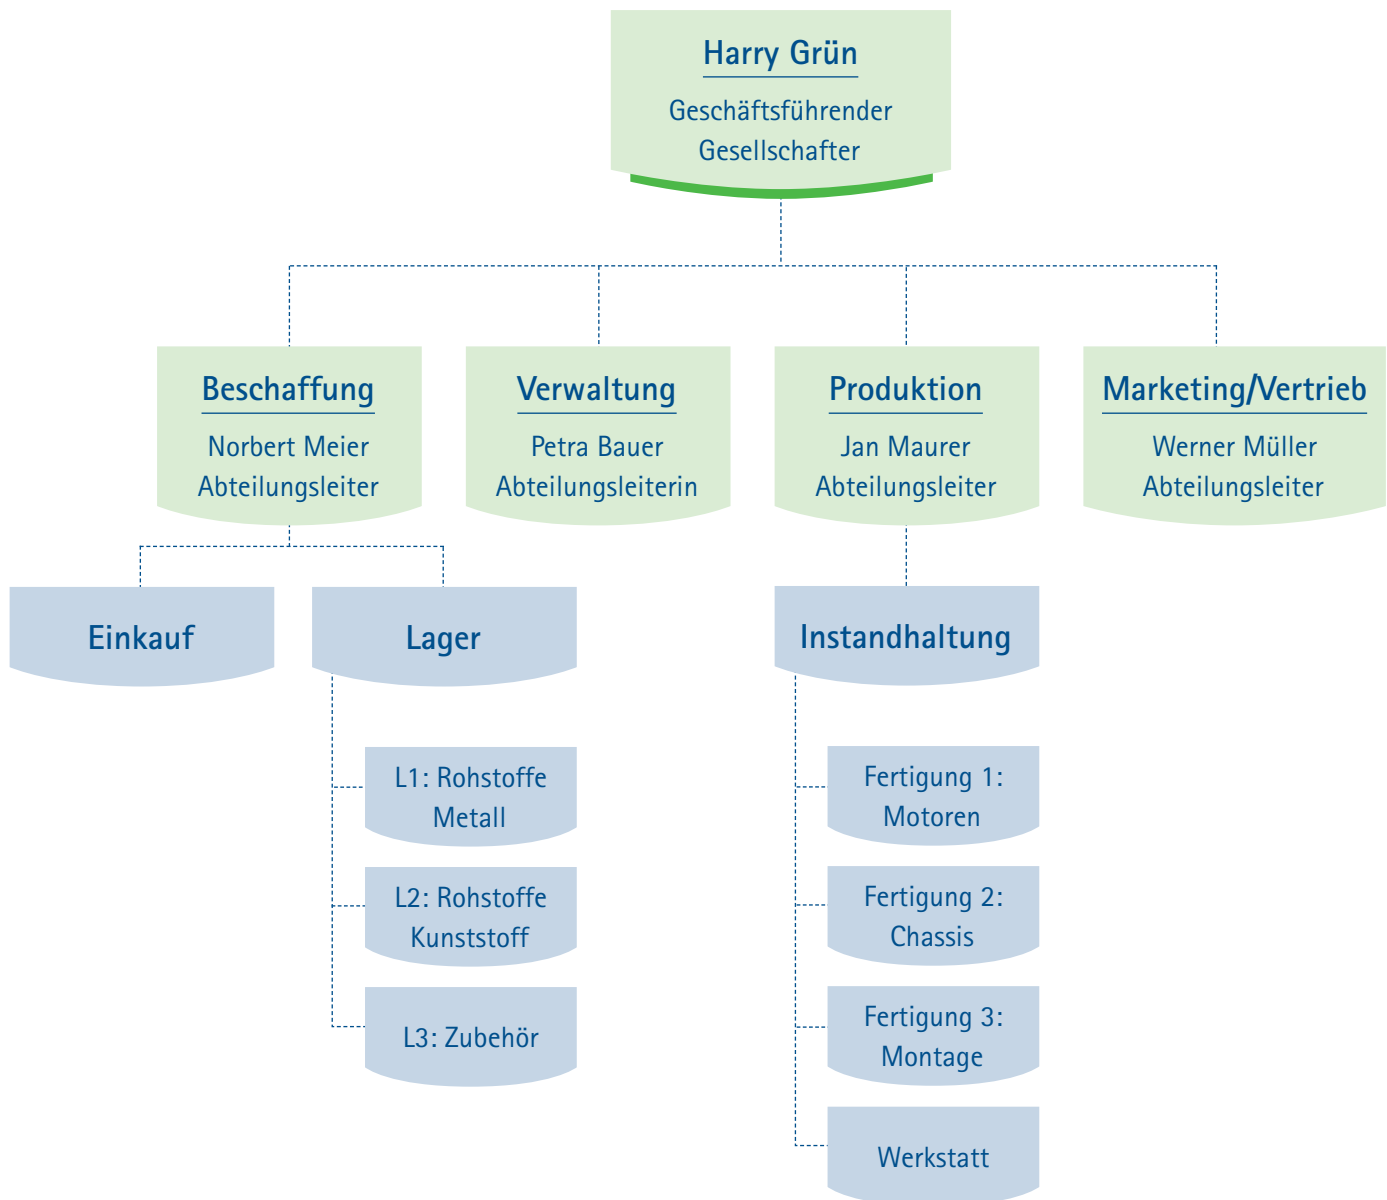 Harry Grün
Geschäftsführender
Gesellschafter
Beschaffung
Norbert Meier
Abteilungsleiter
Verwaltung
Petra Bauer
Abteilungsleiterin
Produktion
Jan Maurer
Abteilungsleiter
Marketing/Vertrieb
Werner Müller
Abteilungsleiter
Einkauf
Lager
Instandhaltung
L1: Rohstoffe
Metall
L2: Rohstoffe
Kunststoff
L3: Zubehör
Fertigung 1:
Motoren
Fertigung 2:
Chassis
Fertigung 3:
Montage
Werkstatt